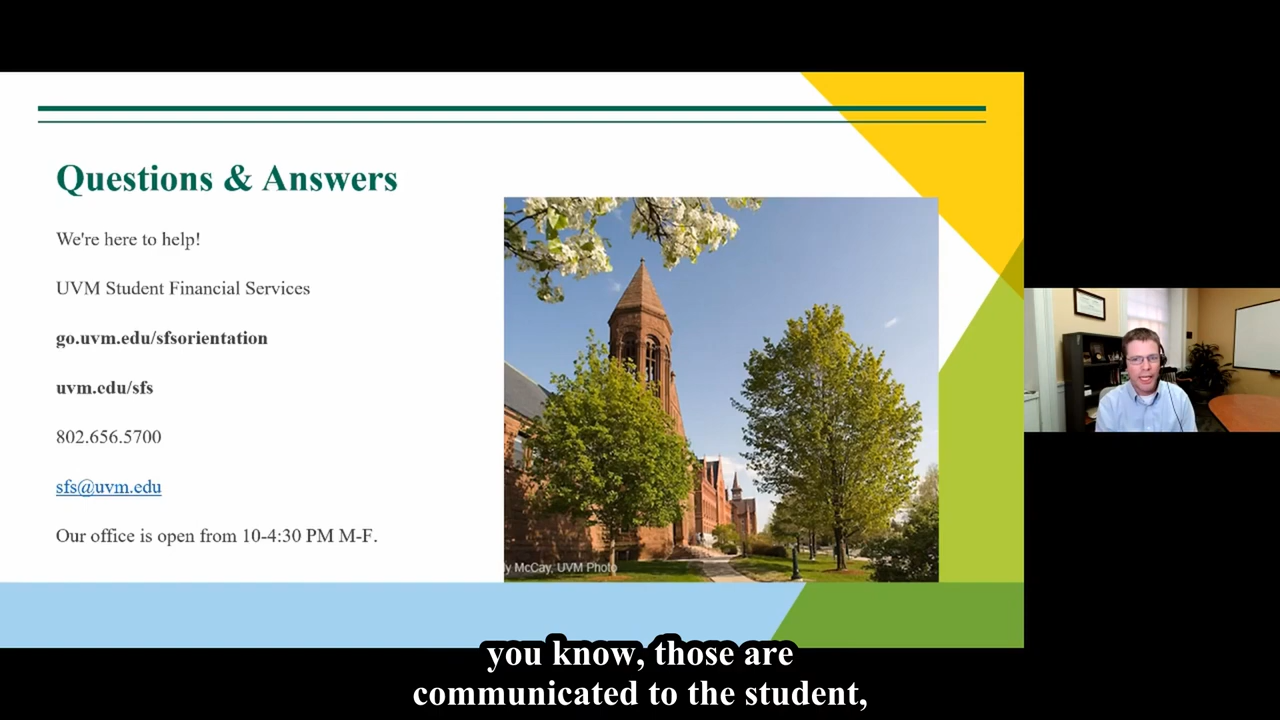 Questions & Answers
We're here to help!
UVM Student Financial Services
go.uvm.edu/sfsorientation
uvm.edu/sfs
802.656.5700
sfs@uvm.edu
Our office is open from 10-4:30 PM M-F.
McCay, UVM Photo
you know, those are
communicated to the student,